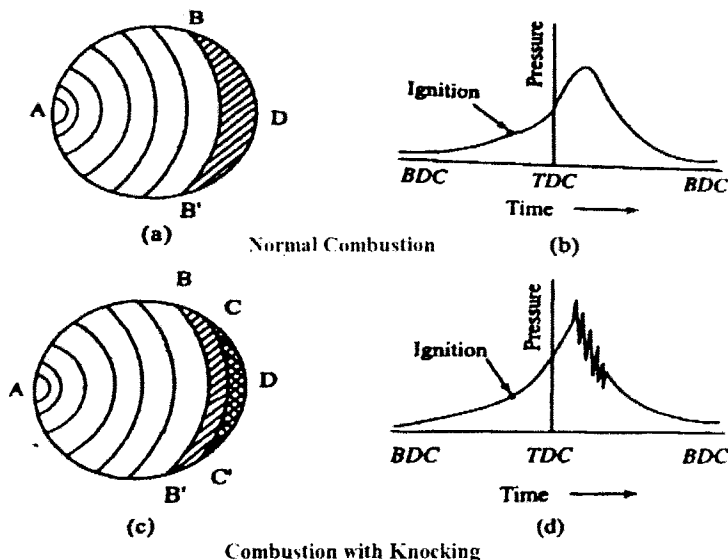 B
A
D
B'
(a)
Pressure
Ignition
BDC
TDC
BDC
Time
(b)
Normal Combustion
B
C
A
D
C'
B'
(c)
Pressure
Ignition
BDC
TDC
BDC
Time
(d)
Combustion with Knocking